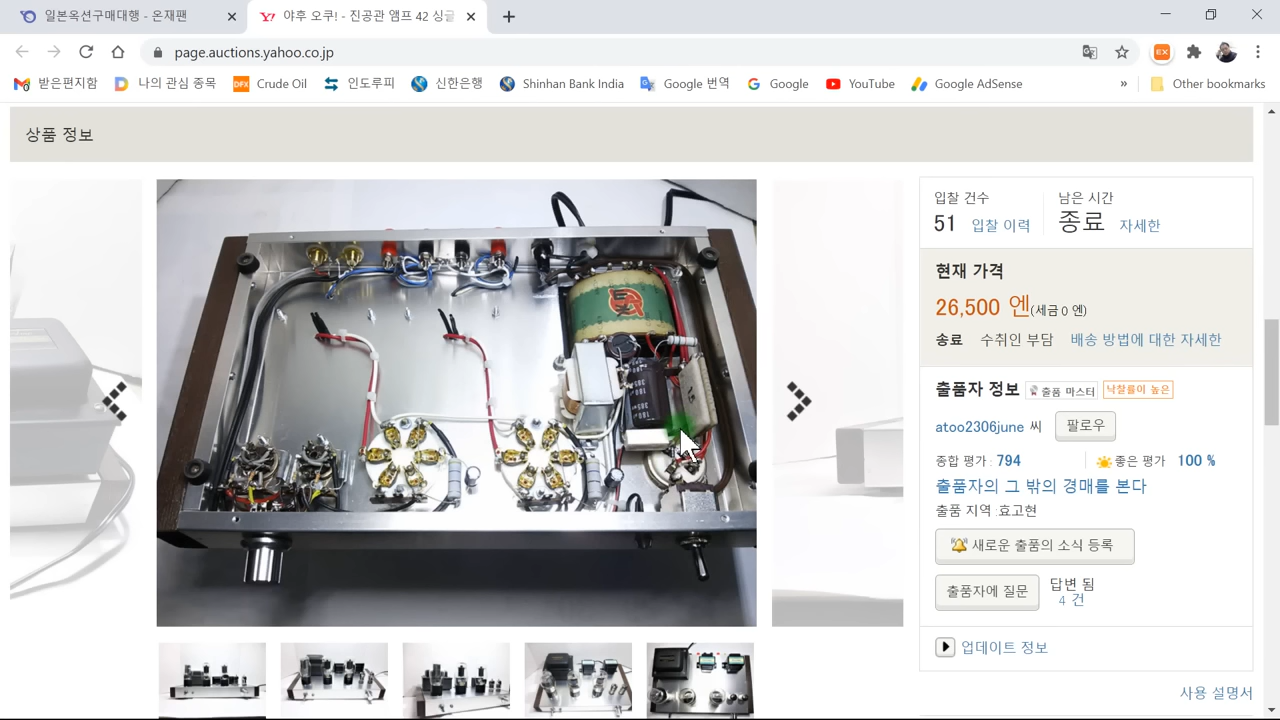 일본옥션구매대행 - 온재팬
야후 오쿠! - 진공관 앰프 42 싱글
page.auctions.yahoo.co.jp
받은편지함
나의 관심 종목
DFX
Crude Oil
인도루피
신한은행
Shinhan Bank India
Google 번역
Google
YouTube
Google AdSense
»
Other bookmarks
상품 정보
입찰 건수
남은 시간
51 입찰 이력
종료 자세한
현재 가격
26,500 엔(세금 0 엔)
송료 수취인 부담 배송 방법에 대한 자세한
출품자 정보 출품 마스터 낙찰률이 높은
atoo2306june 씨 팔로우
종합 평가 : 794
좋은 평가 100 %
출품자의 그 밖의 경매를 본다
출품 지역 :효고현
새로운 출품의 소식 등록
출품자에 질문
답변 됨
4 건
업데이트 정보
사용 설명서